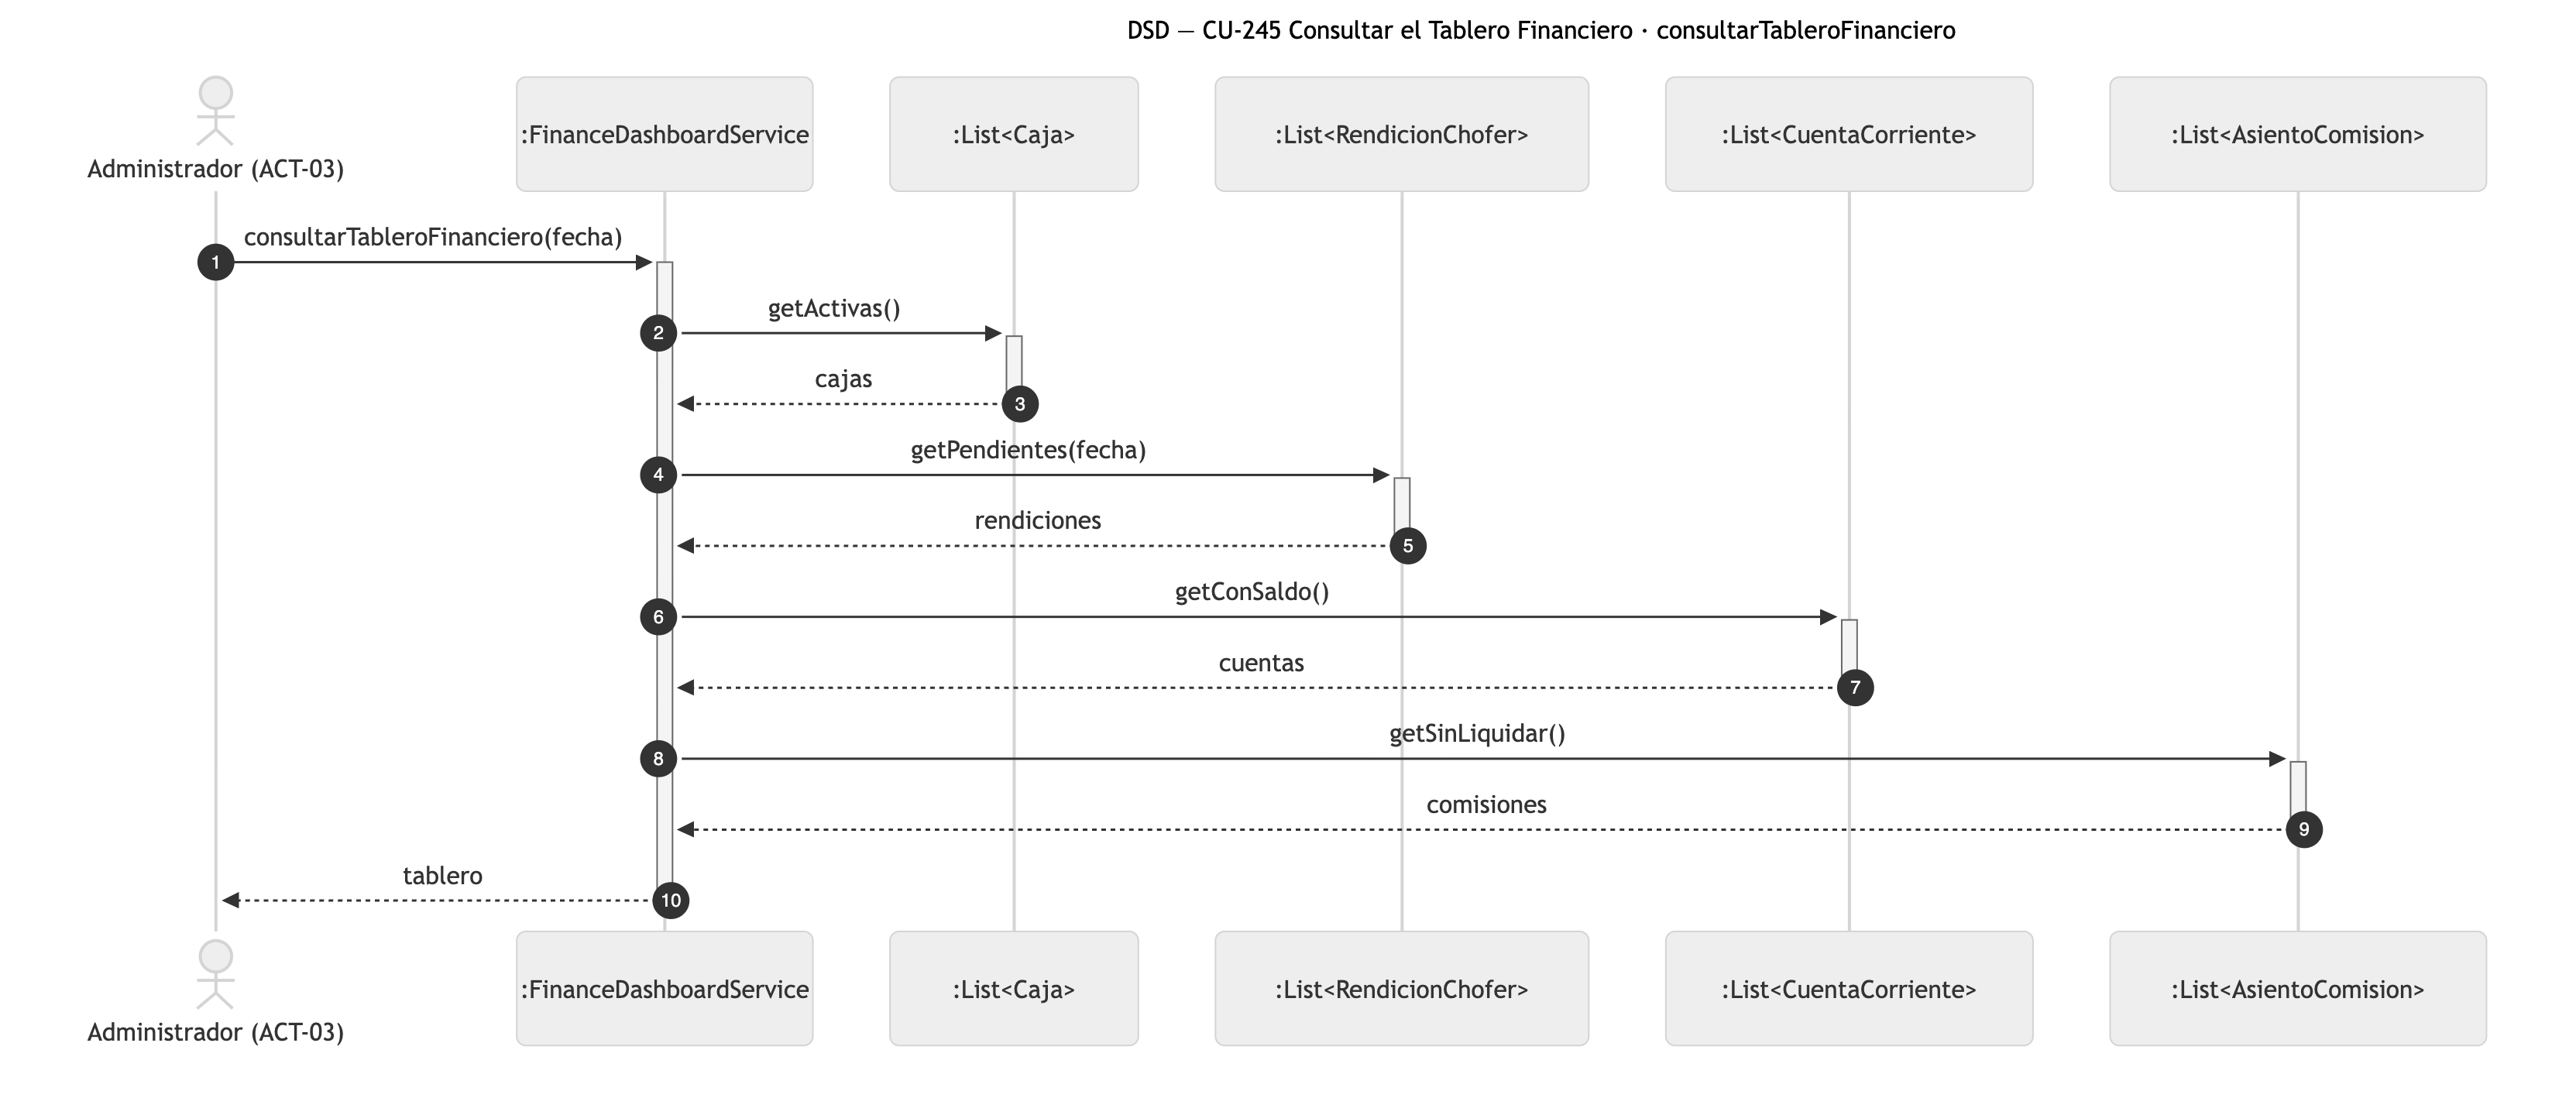 DSD — CU-245 Consultar el Tablero Financiero · consultarTableroFinanciero
Administrador (ACT-03)
:FinanceDashboardService
:List<Caja>
:List<RendicionChofer>
:List<CuentaCorriente>
:List<AsientoComision>
consultarTableroFinanciero(fecha)
1
getActivas()
2
cajas
3
getPendientes(fecha)
4
rendiciones
5
getConSaldo()
6
cuentas
7
getSinLiquidar()
8
comisiones
9
tablero
10
Administrador (ACT-03)
:FinanceDashboardService
:List<Caja>
:List<RendicionChofer>
:List<CuentaCorriente>
:List<AsientoComision>